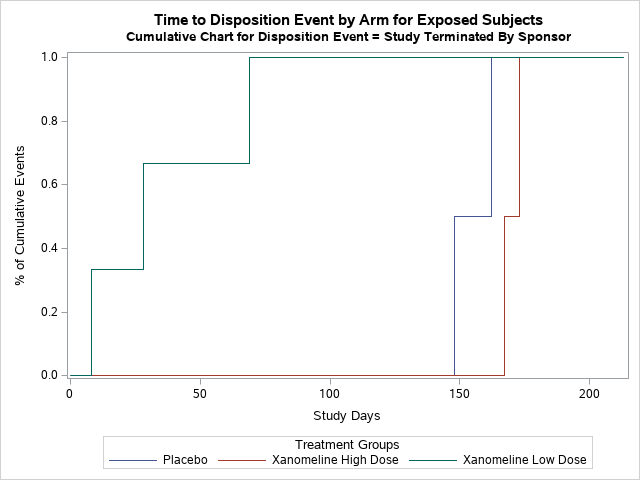 Time to Disposition Event by Arm for Exposed Subjects
Cumulative Chart for Disposition Event = Study Terminated By Sponsor
% of Cumulative Events
1.0
0.8
0.6
0.4
0.2
0.0
0 50 100 150 200
Study Days
Treatment Groups
Placebo Xanomeline High Dose Xanomeline Low Dose